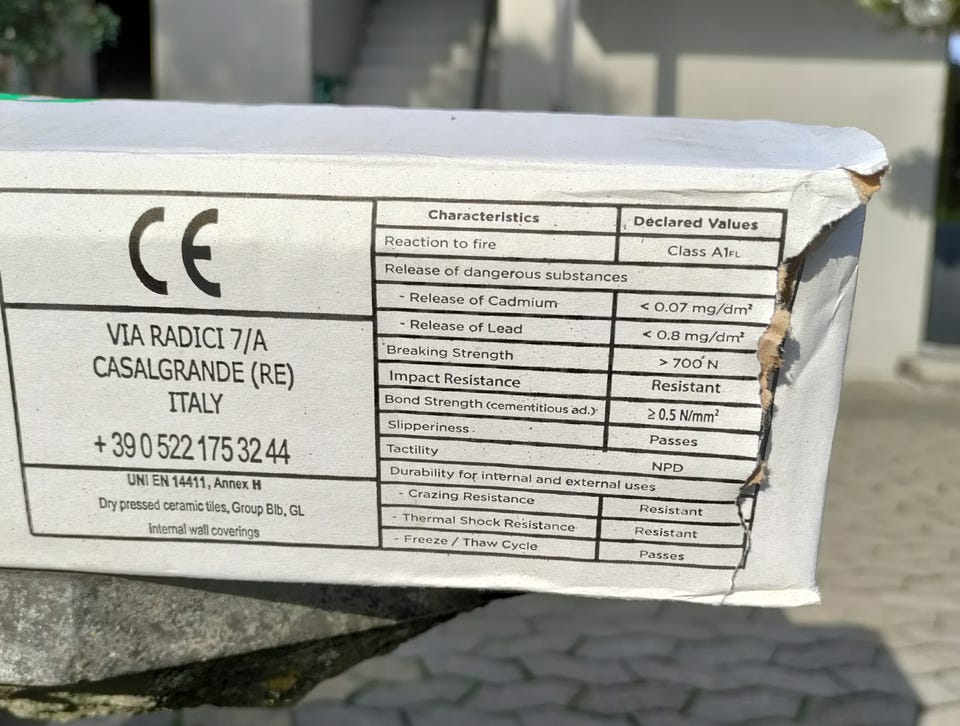 CE
VIA RADICI 7/A
CASALGRANDE (RE)
ITALY
+ 39 0 522 175 32 44
UNI EN 14411, Annex H
Dry pressed ceramic tiles, Group BIb, GL
internal wall coverings
Characteristics Declared Values
Reaction to fire Class A1FL
Release of dangerous substances
- Release of Cadmium < 0.07 mg/dm²
- Release of Lead < 0.8 mg/dm²
Breaking Strength > 700 N
Impact Resistance Resistant
Bond Strength (cementitious ad.) ≥ 0.5 N/mm²
Slipperiness Passes
Tactility NPD
Durability for internal and external uses
- Crazing Resistance Resistant
- Thermal Shock Resistance Resistant
- Freeze / Thaw Cycle Passes